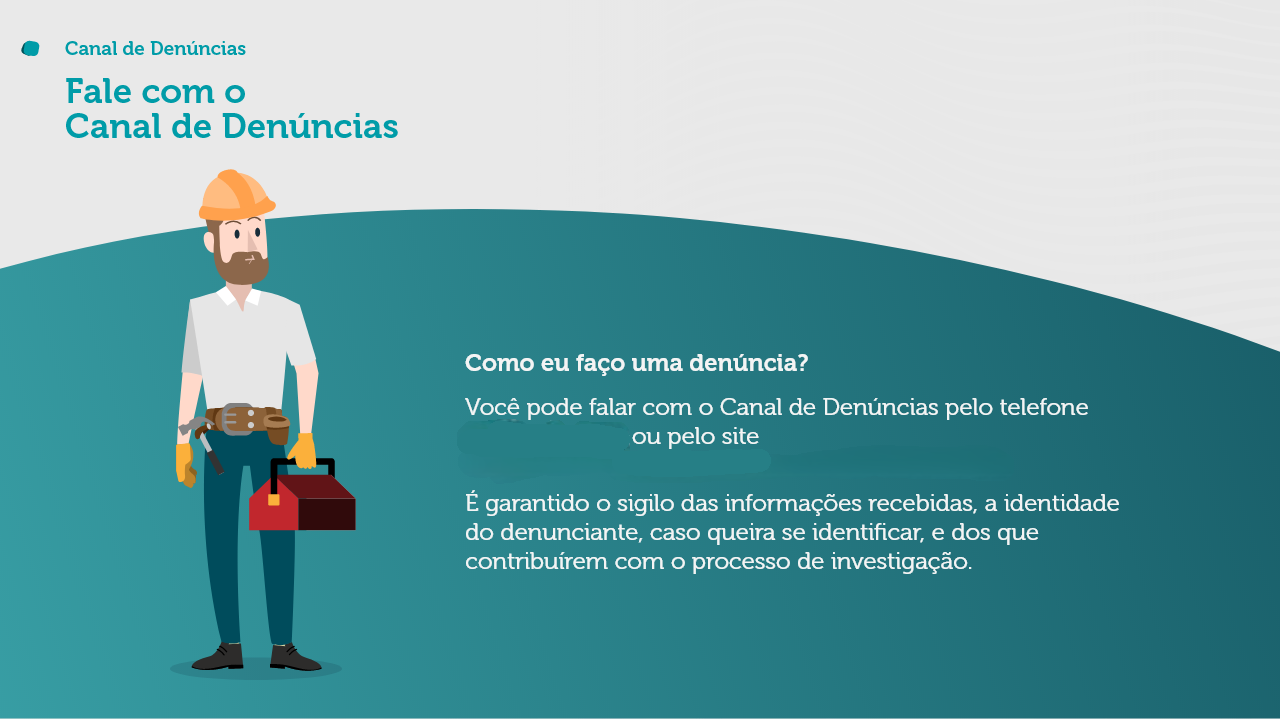 Canal de Denúncias
Fale com o
Canal de Denúncias
Como eu faço uma denúncia?
Você pode falar com o Canal de Denúncias pelo telefone
ou pelo site
É garantido o sigilo das informações recebidas, a identidade
do denunciante, caso queira se identificar, e dos que
contribuírem com o processo de investigação.